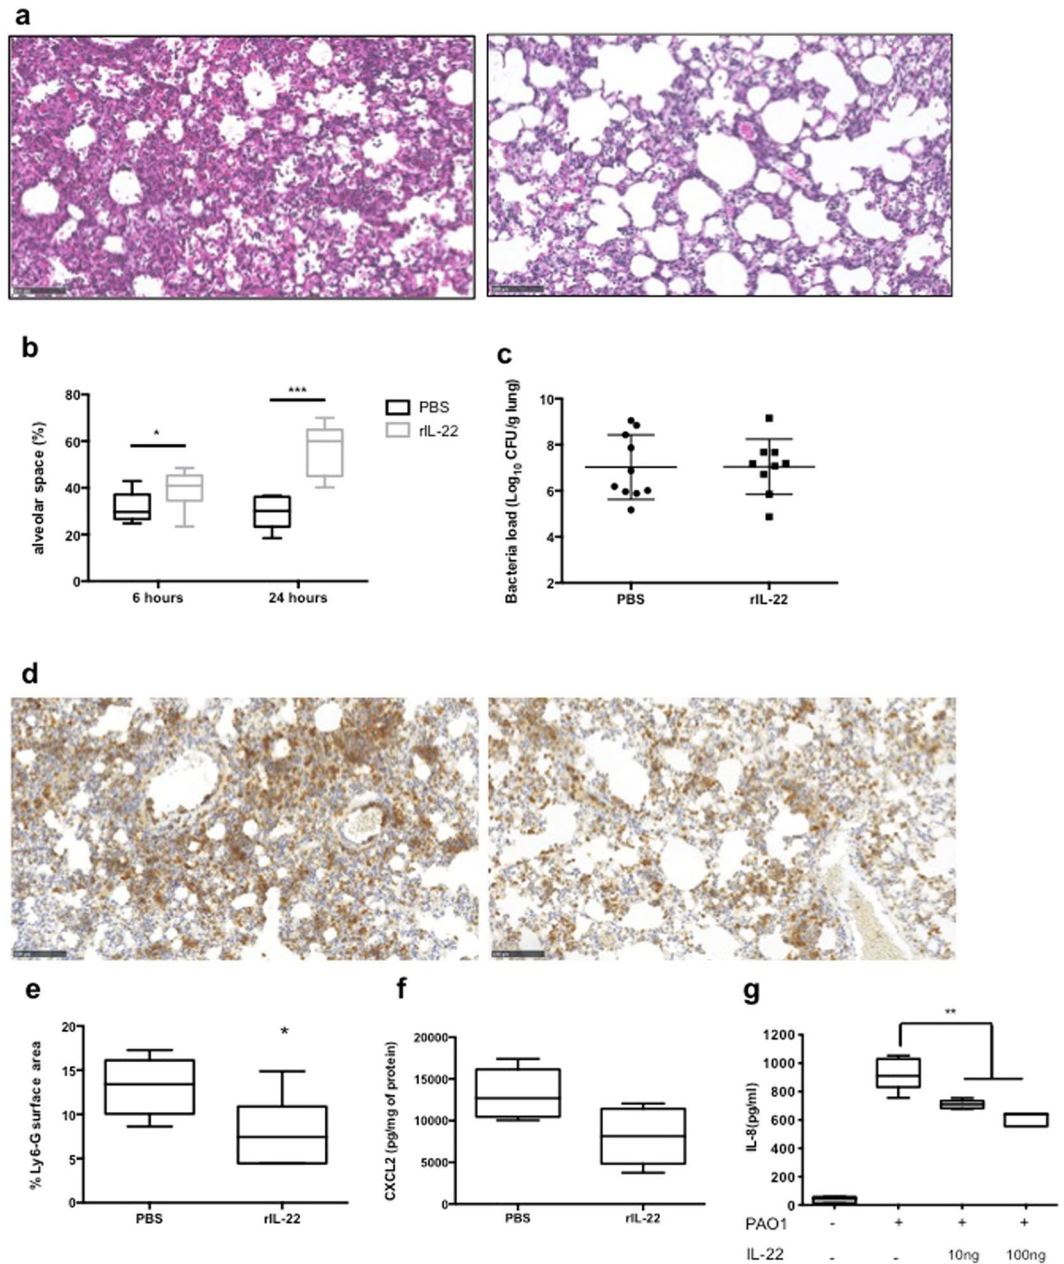 a
b
alveolar space (%)
80
60
40
20
0
*
***
6 hours
24 hours
PBS
rIL-22
c
Bacteria load (Log10 CFU/g lung)
10
8
6
4
2
PBS
rIL-22
d
e
% Ly6-G surface area
20
15
10
5
0
*
PBS
rIL-22
f
CXCL2 (pg/mg of protein)
20000
15000
10000
5000
0
PBS
rIL-22
g
IL-8(pg/ml)
1200
1000
800
600
400
200
0
**
PAO1 - + + +
IL-22 - - 10ng 100ng